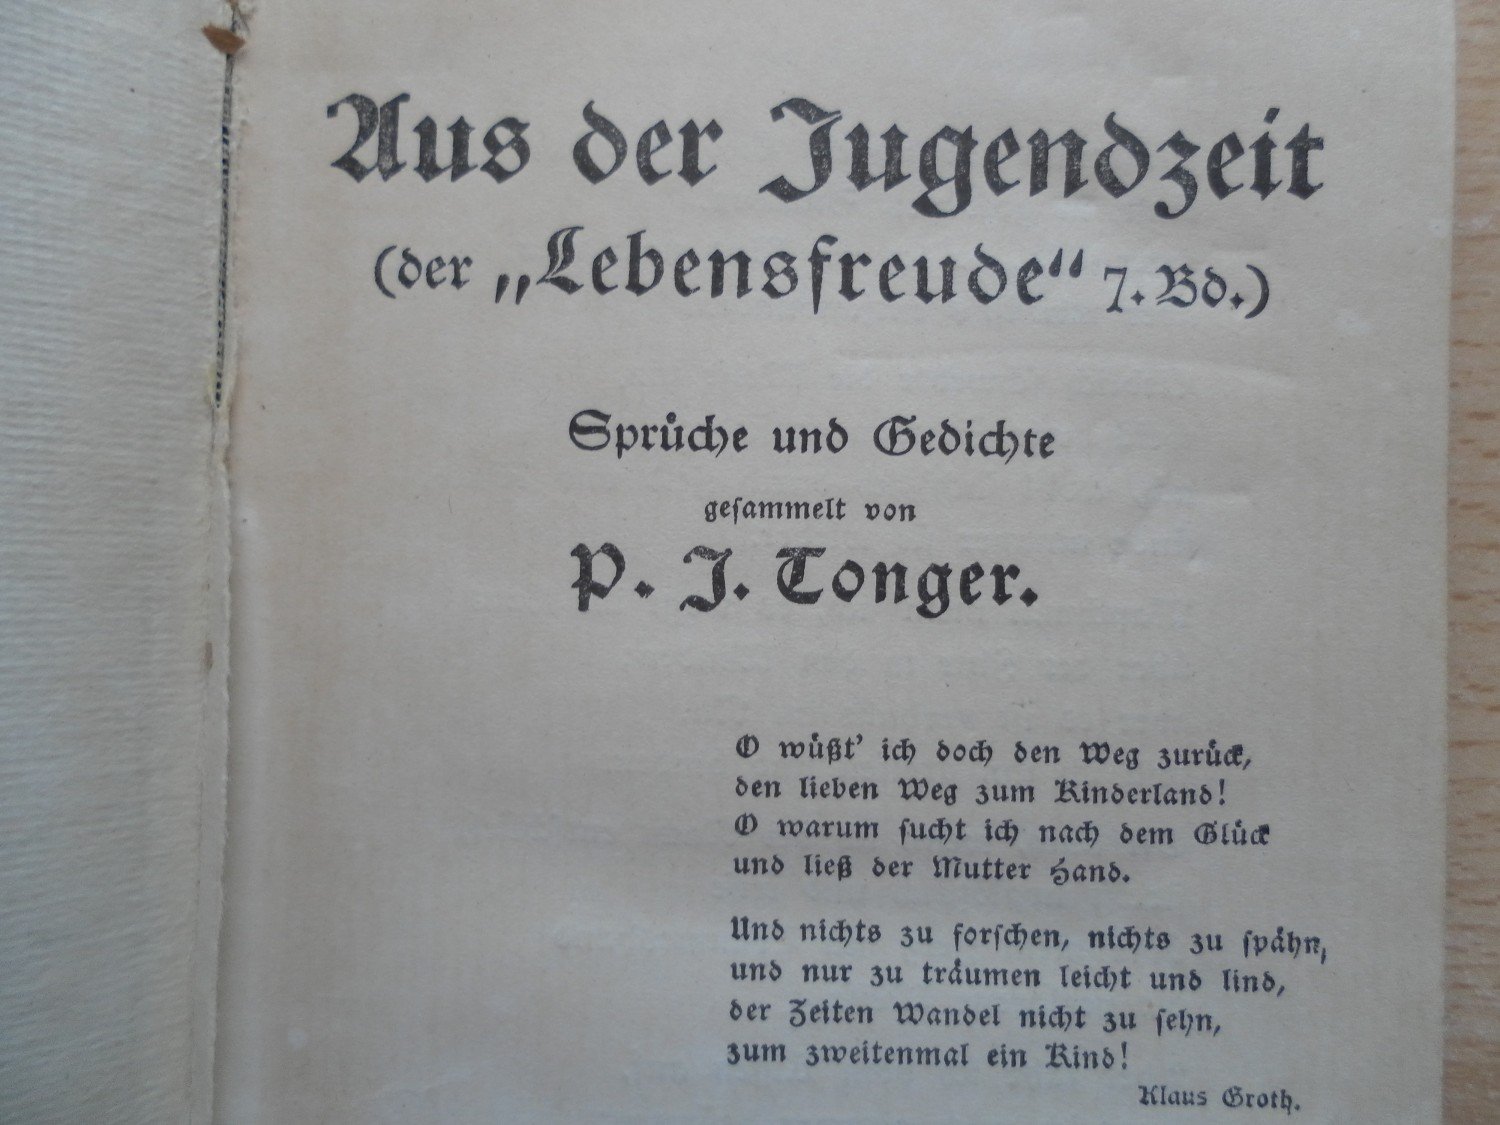 Aus der Jugendzeit
(der „Lebensfreude“ 7. Bd.)
Sprüche und Gedichte
gesammelt von
P. J. Tonger.
O wüßt' ich doch den Weg zurück,
den lieben Weg zum Kinderland!
O warum sucht ich nach dem Glück
und ließ der Mutter Hand.
Und nichts zu forschen, nichts zu spähn,
und nur zu träumen leicht und lind,
der Zeiten Wandel nicht zu sehn,
zum zweitenmal ein Kind!
Klaus Groth.